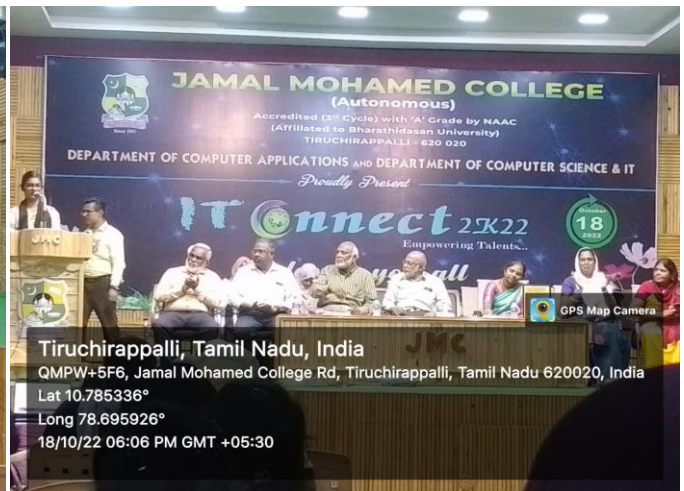 JAMAL MOHAMED COLLEGE
(Autonomous)
Accredited (3rd Cycle) with 'A' Grade by NAAC
(Affiliated to Bharathidasan University)
TIRUCHIRAPPALLI - 620 020
DEPARTMENT OF COMPUTER APPLICATIONS AND DEPARTMENT OF COMPUTER SCIENCE & IT
Proudly Present
IT Connect 2K22
Empowering Talents...
October
18
2022
all
JMC
JMC
GPS Map Camera
Tiruchirappalli, Tamil Nadu, India
QMPW+5F6, Jamal Mohamed College Rd, Tiruchirappalli, Tamil Nadu 620020, India
Lat 10.785336°
Long 78.695926°
18/10/22 06:06 PM GMT +05:30